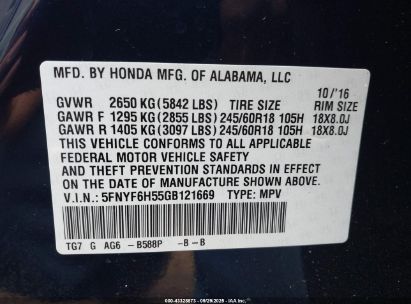 MFD. BY HONDA MFG. OF ALABAMA, LLC 10/'16
GVWR 2650 KG (5842 LBS) TIRE SIZE RIM SIZE
GAWR F 1295 KG (2855 LBS) 245/60R18 105H 18X8.0J
GAWR R 1405 KG (3097 LBS) 245/60R18 105H 18X8.0J
THIS VEHICLE CONFORMS TO ALL APPLICABLE
FEDERAL MOTOR VEHICLE SAFETY
AND THEFT PREVENTION STANDARDS IN EFFECT
ON THE DATE OF MANUFACTURE SHOWN ABOVE.
V.I.N.: 5FNYF6H55GB121669 TYPE: MPV
TG7 G AG6 -B588P -B-B